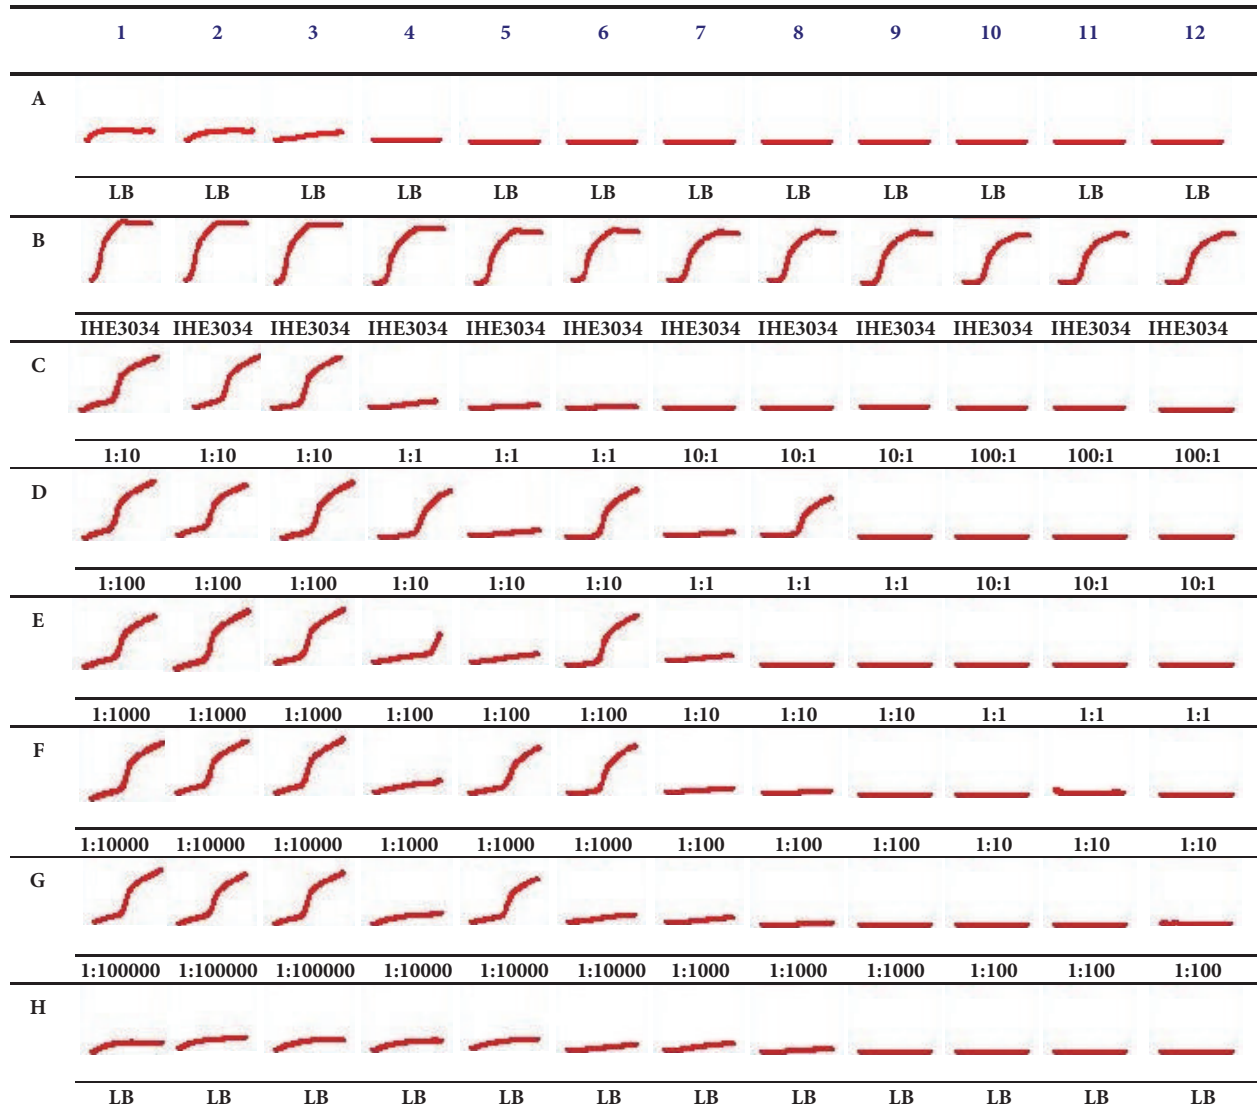 1 2 3 4 5 6 7 8 9 10 11 12
A
LB LB LB LB LB LB LB LB LB LB LB LB
B
IHE3034 IHE3034 IHE3034 IHE3034 IHE3034 IHE3034 IHE3034 IHE3034 IHE3034 IHE3034 IHE3034 IHE3034
C
1:10 1:10 1:10 1:1 1:1 1:1 10:1 10:1 10:1 100:1 100:1 100:1
D
1:100 1:100 1:100 1:10 1:10 1:10 1:1 1:1 1:1 10:1 10:1 10:1
E
1:1000 1:1000 1:1000 1:100 1:100 1:100 1:10 1:10 1:10 1:1 1:1 1:1
F
1:10000 1:10000 1:10000 1:1000 1:1000 1:1000 1:100 1:100 1:100 1:10 1:10 1:10
G
1:100000 1:100000 1:100000 1:10000 1:10000 1:10000 1:1000 1:1000 1:1000 1:100 1:100 1:100
H
LB LB LB LB LB LB LB LB LB LB LB LB